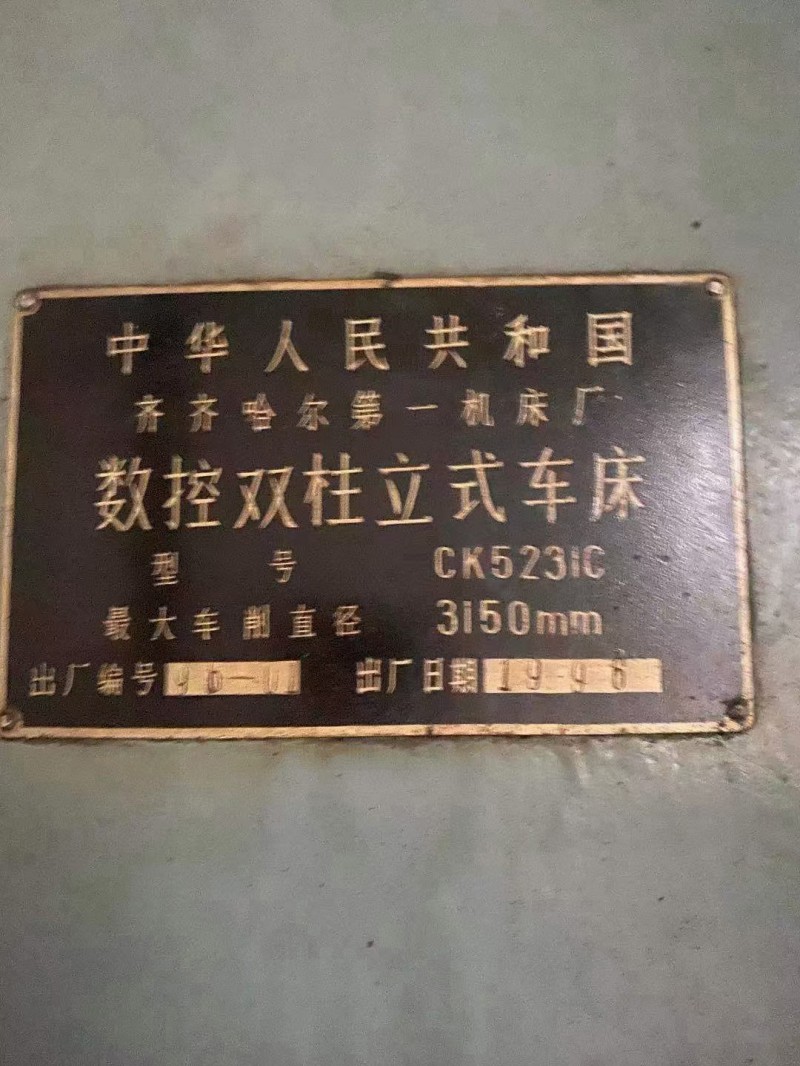 中华人民共和国
齐齐哈尔第一机床厂
数控双柱立式车床
型号 CK5231C
最大车削直径 3150mm
出厂编号 96-01 出厂日期 1996